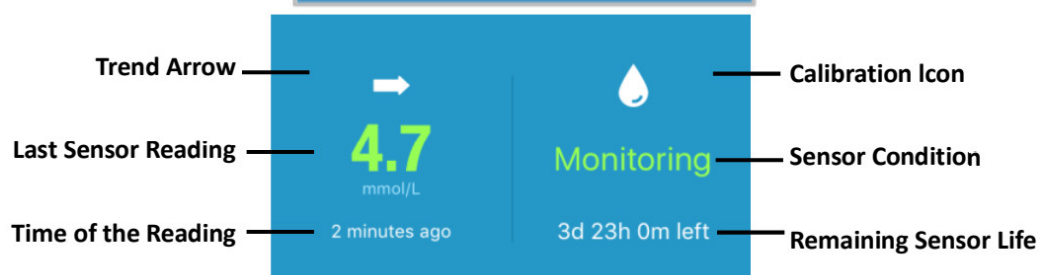 Trend Arrow
Calibration Icon
Last Sensor Reading
4.7
mmol/L
Monitoring
Sensor Condition
Time of the Reading
2 minutes ago
3d 23h 0m left
Remaining Sensor Life